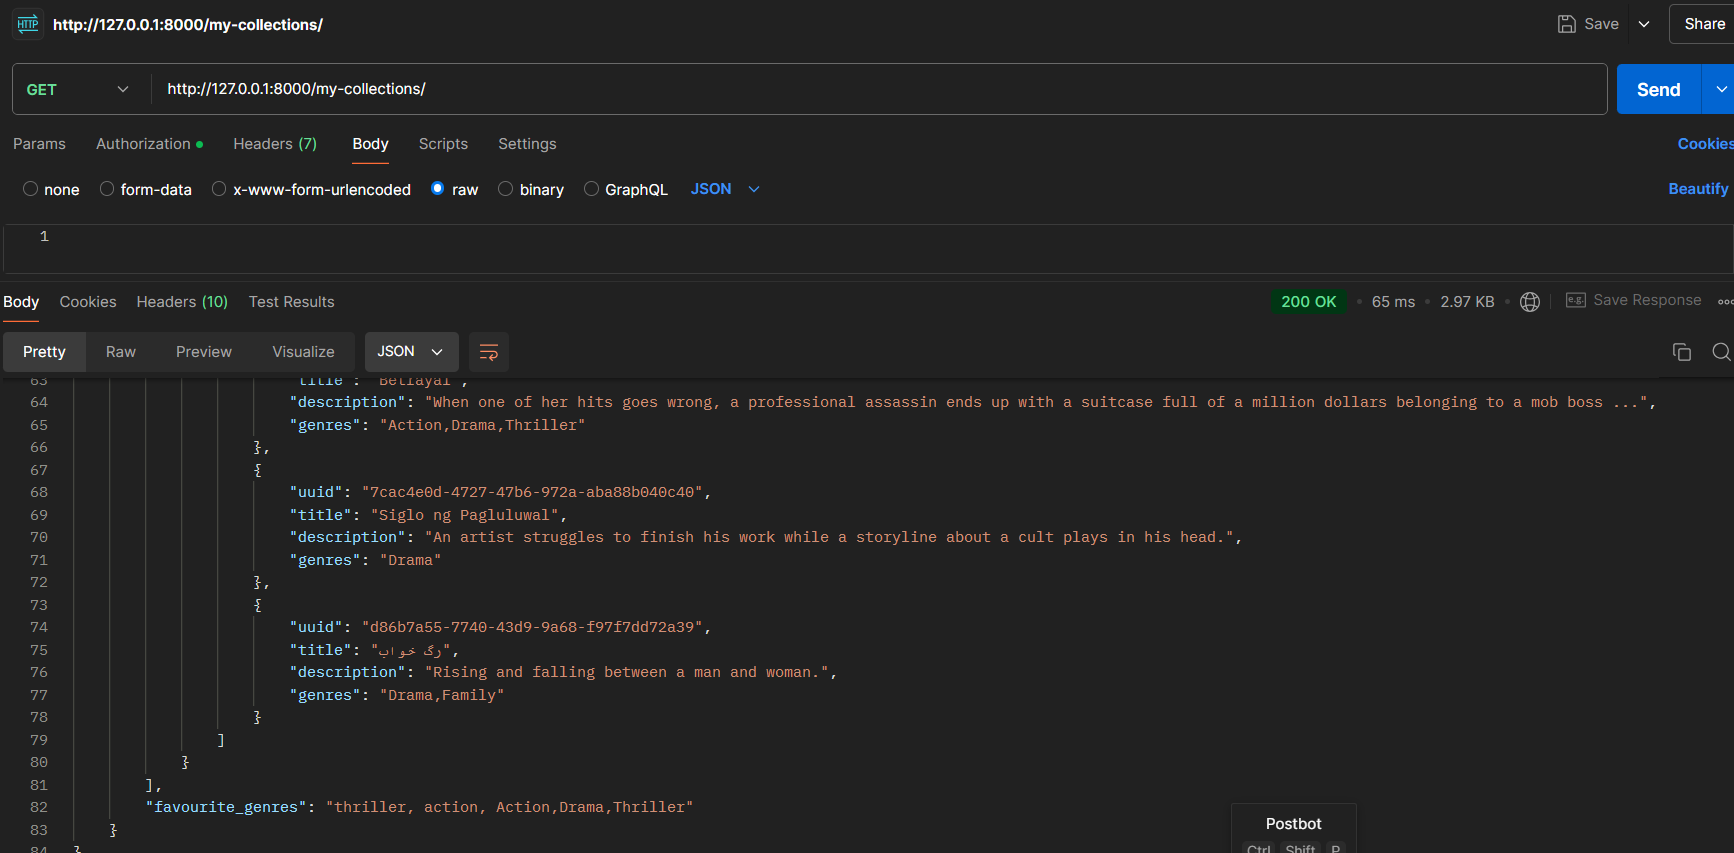 HTTP http://127.0.0.1:8000/my-collections/ Save Share
GET http://127.0.0.1:8000/my-collections/ Send
Params Authorization Headers (7) Body Scripts Settings Cookies
none form-data x-www-form-urlencoded raw binary GraphQL JSON Beautify
1
Body Cookies Headers (10) Test Results 200 OK • 65 ms • 2.97 KB • e.g. Save Response
Pretty Raw Preview Visualize JSON
63 "title": "Betrayal",
64 "description": "When one of her hits goes wrong, a professional assassin ends up with a suitcase full of a million dollars belonging to a mob boss ...",
65 "genres": "Action,Drama,Thriller"
66 },
67 {
68 "uuid": "7cac4e0d-4727-47b6-972a-aba88b040c40",
69 "title": "Siglo ng Pagluluwal",
70 "description": "An artist struggles to finish his work while a storyline about a cult plays in his head.",
71 "genres": "Drama"
72 },
73 {
74 "uuid": "d86b7a55-7740-43d9-9a68-f97f7dd72a39",
75 "title": "رگ خواب",
76 "description": "Rising and falling between a man and woman.",
77 "genres": "Drama,Family"
78 }
79 ]
80 }
81 ],
82 "favourite_genres": "thriller, action, Action,Drama,Thriller"
83 }
84 }
Postbot
Ctrl Shift P